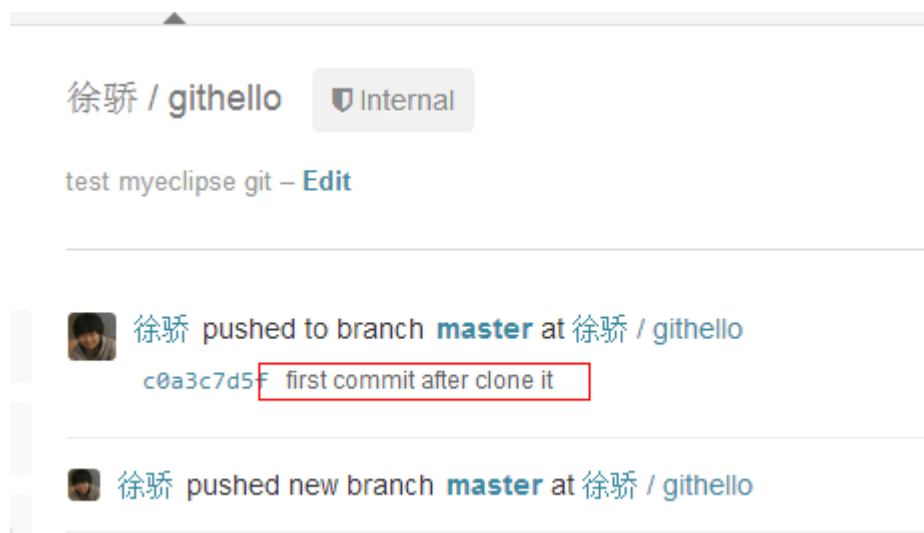 徐骄 / githello Internal
test myeclipse git – Edit
徐骄 pushed to branch master at 徐骄 / githello
c0a3c7d5f first commit after clone it
徐骄 pushed new branch master at 徐骄 / githello